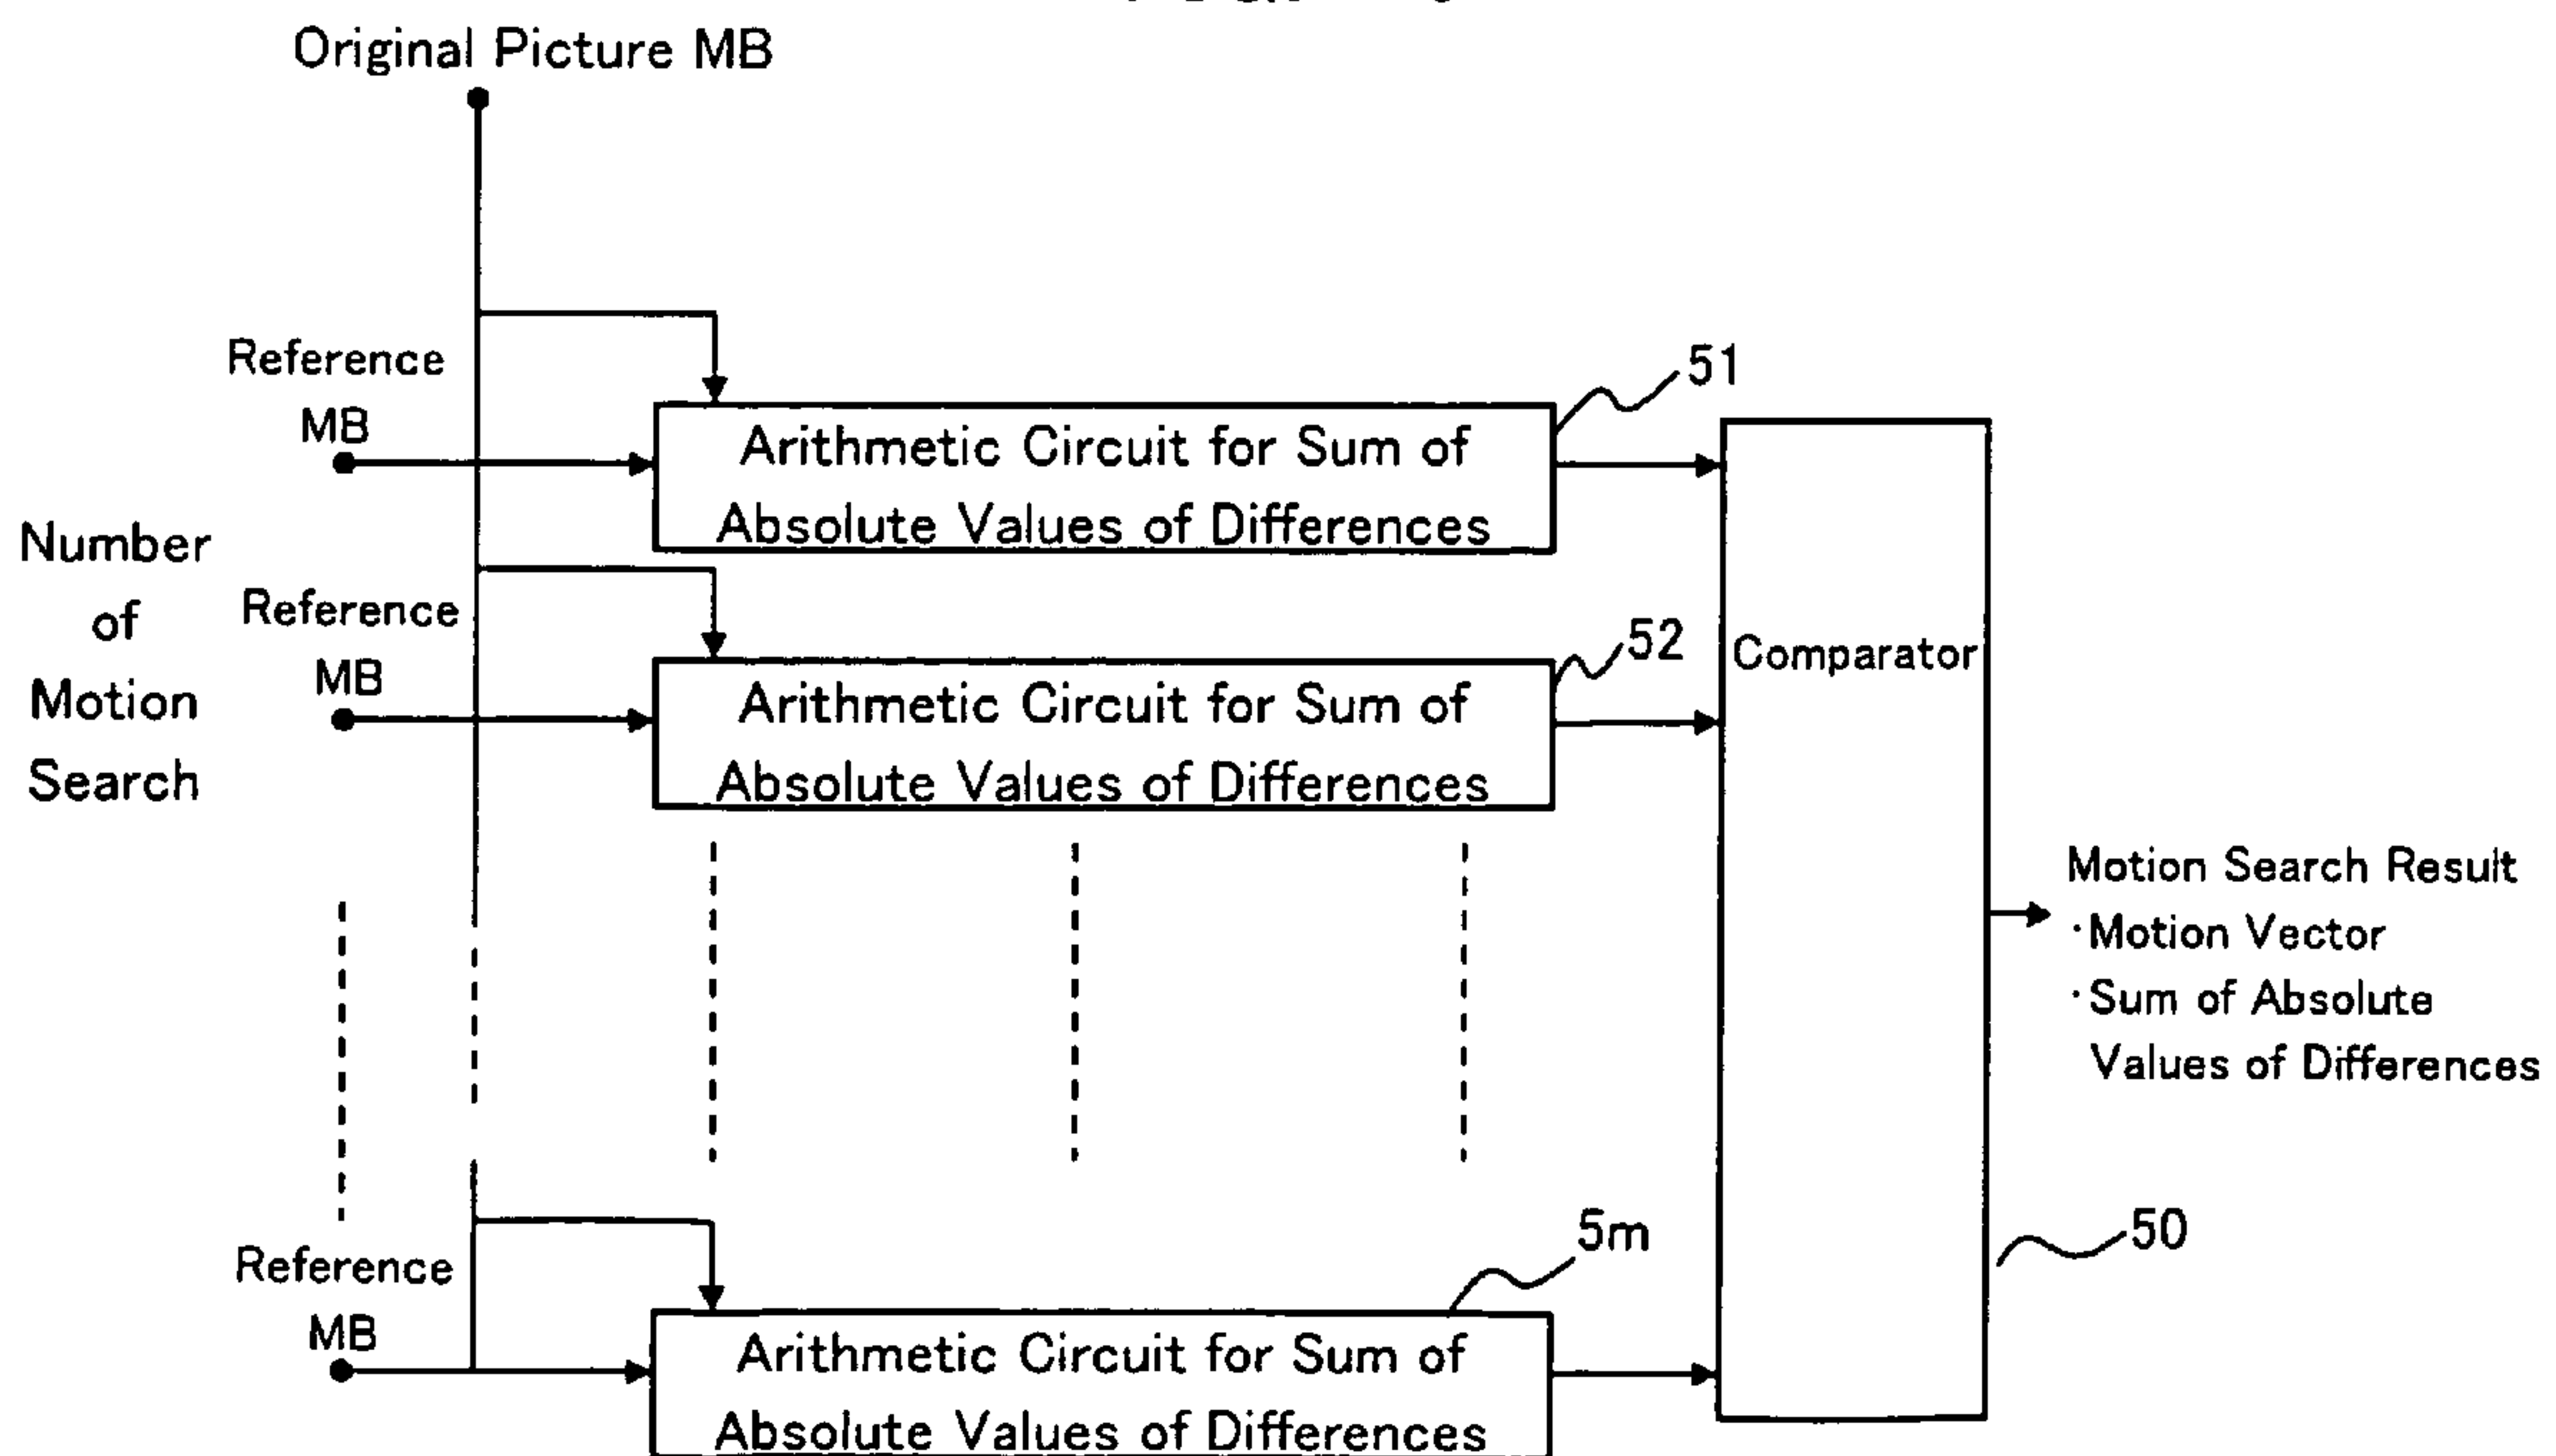 Original Picture MB
Reference
MB
51
Arithmetic Circuit for Sum of
Absolute Values of Differences
Number
of
Motion
Search
Reference
MB
52
Arithmetic Circuit for Sum of
Absolute Values of Differences
Comparator
Motion Search Result
·Motion Vector
·Sum of Absolute
Values of Differences
Reference
MB
5m
Arithmetic Circuit for Sum of
Absolute Values of Differences
50